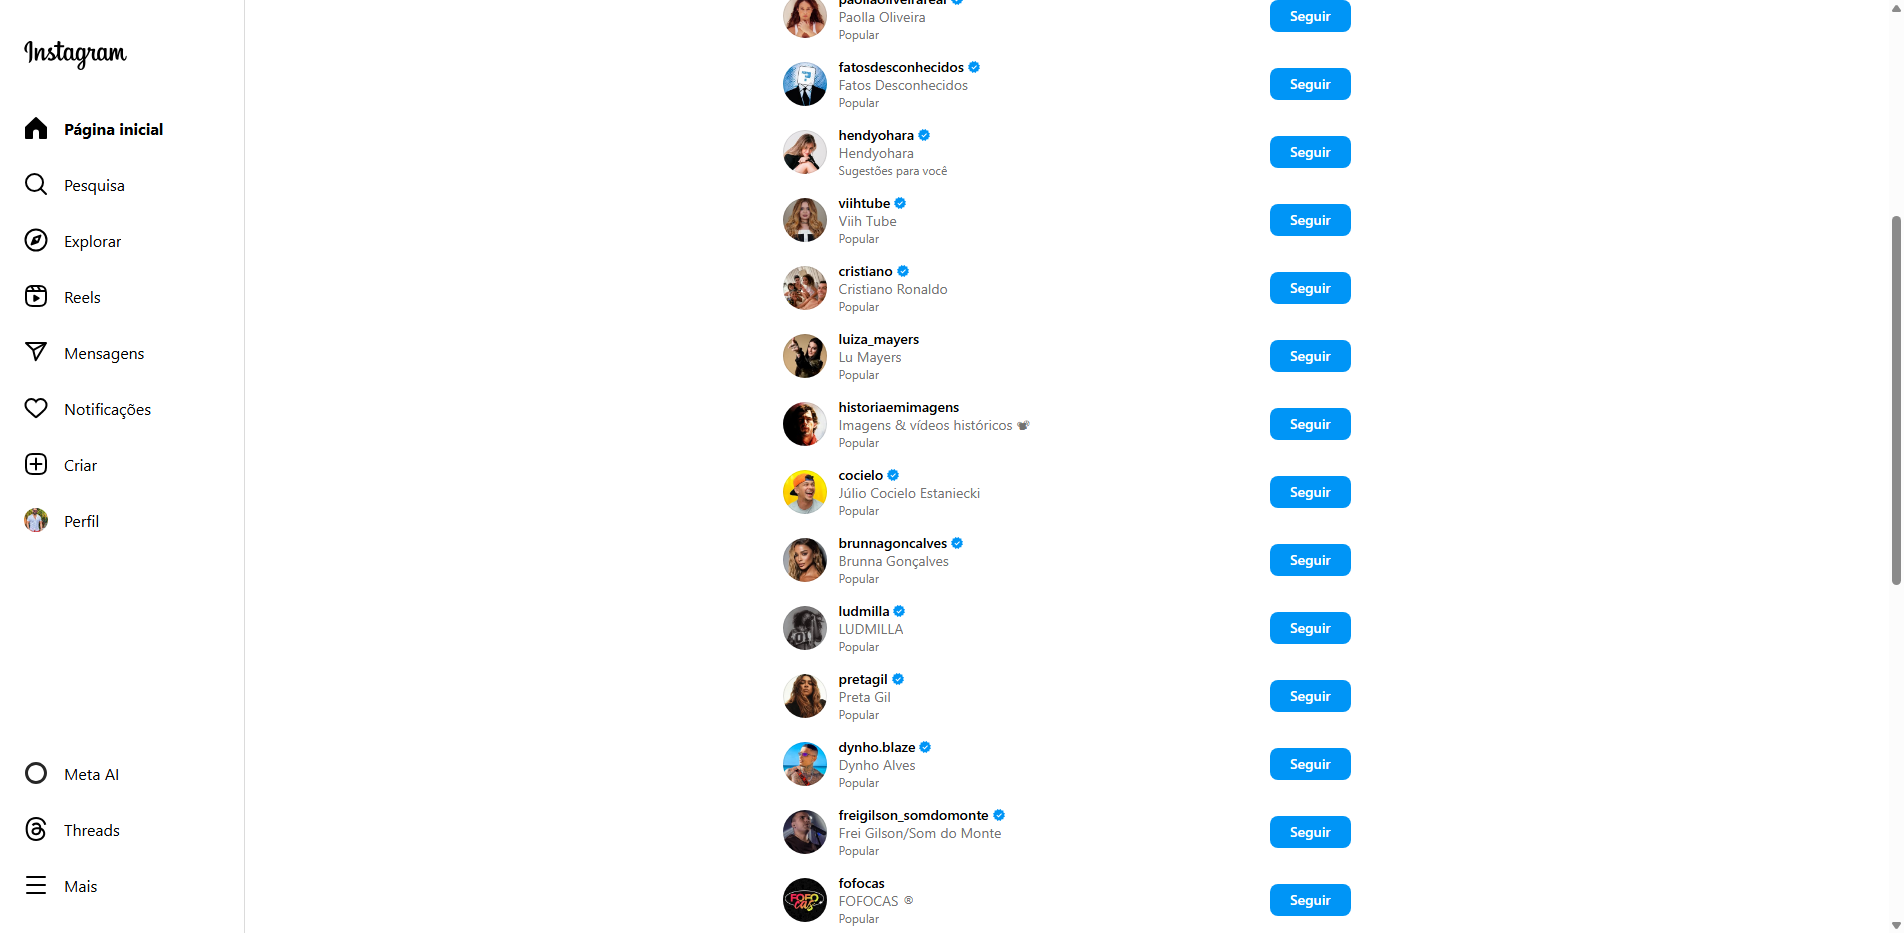 Instagram
Página inicial
Pesquisa
Explorar
Reels
Mensagens
Notificações
Criar
Perfil
Meta AI
Threads
Mais
paollaoliveirareal
Paolla Oliveira
Popular
Seguir
fatosdesconhecidos
Fatos Desconhecidos
Popular
Seguir
hendyohara
Hendyohara
Sugestões para você
Seguir
viihtube
Viih Tube
Popular
Seguir
cristiano
Cristiano Ronaldo
Popular
Seguir
luiza_mayers
Lu Mayers
Popular
Seguir
historiaemimagens
Imagens & vídeos históricos 📽
Popular
Seguir
cocielo
Júlio Cocielo Estaniecki
Popular
Seguir
brunnagoncalves
Brunna Gonçalves
Popular
Seguir
ludmilla
LUDMILLA
Popular
Seguir
pretagil
Preta Gil
Popular
Seguir
dynho.blaze
Dynho Alves
Popular
Seguir
freigilson_somdomonte
Frei Gilson/Som do Monte
Popular
Seguir
FOFO
cas
fofocas
FOFOCAS ®
Popular
Seguir